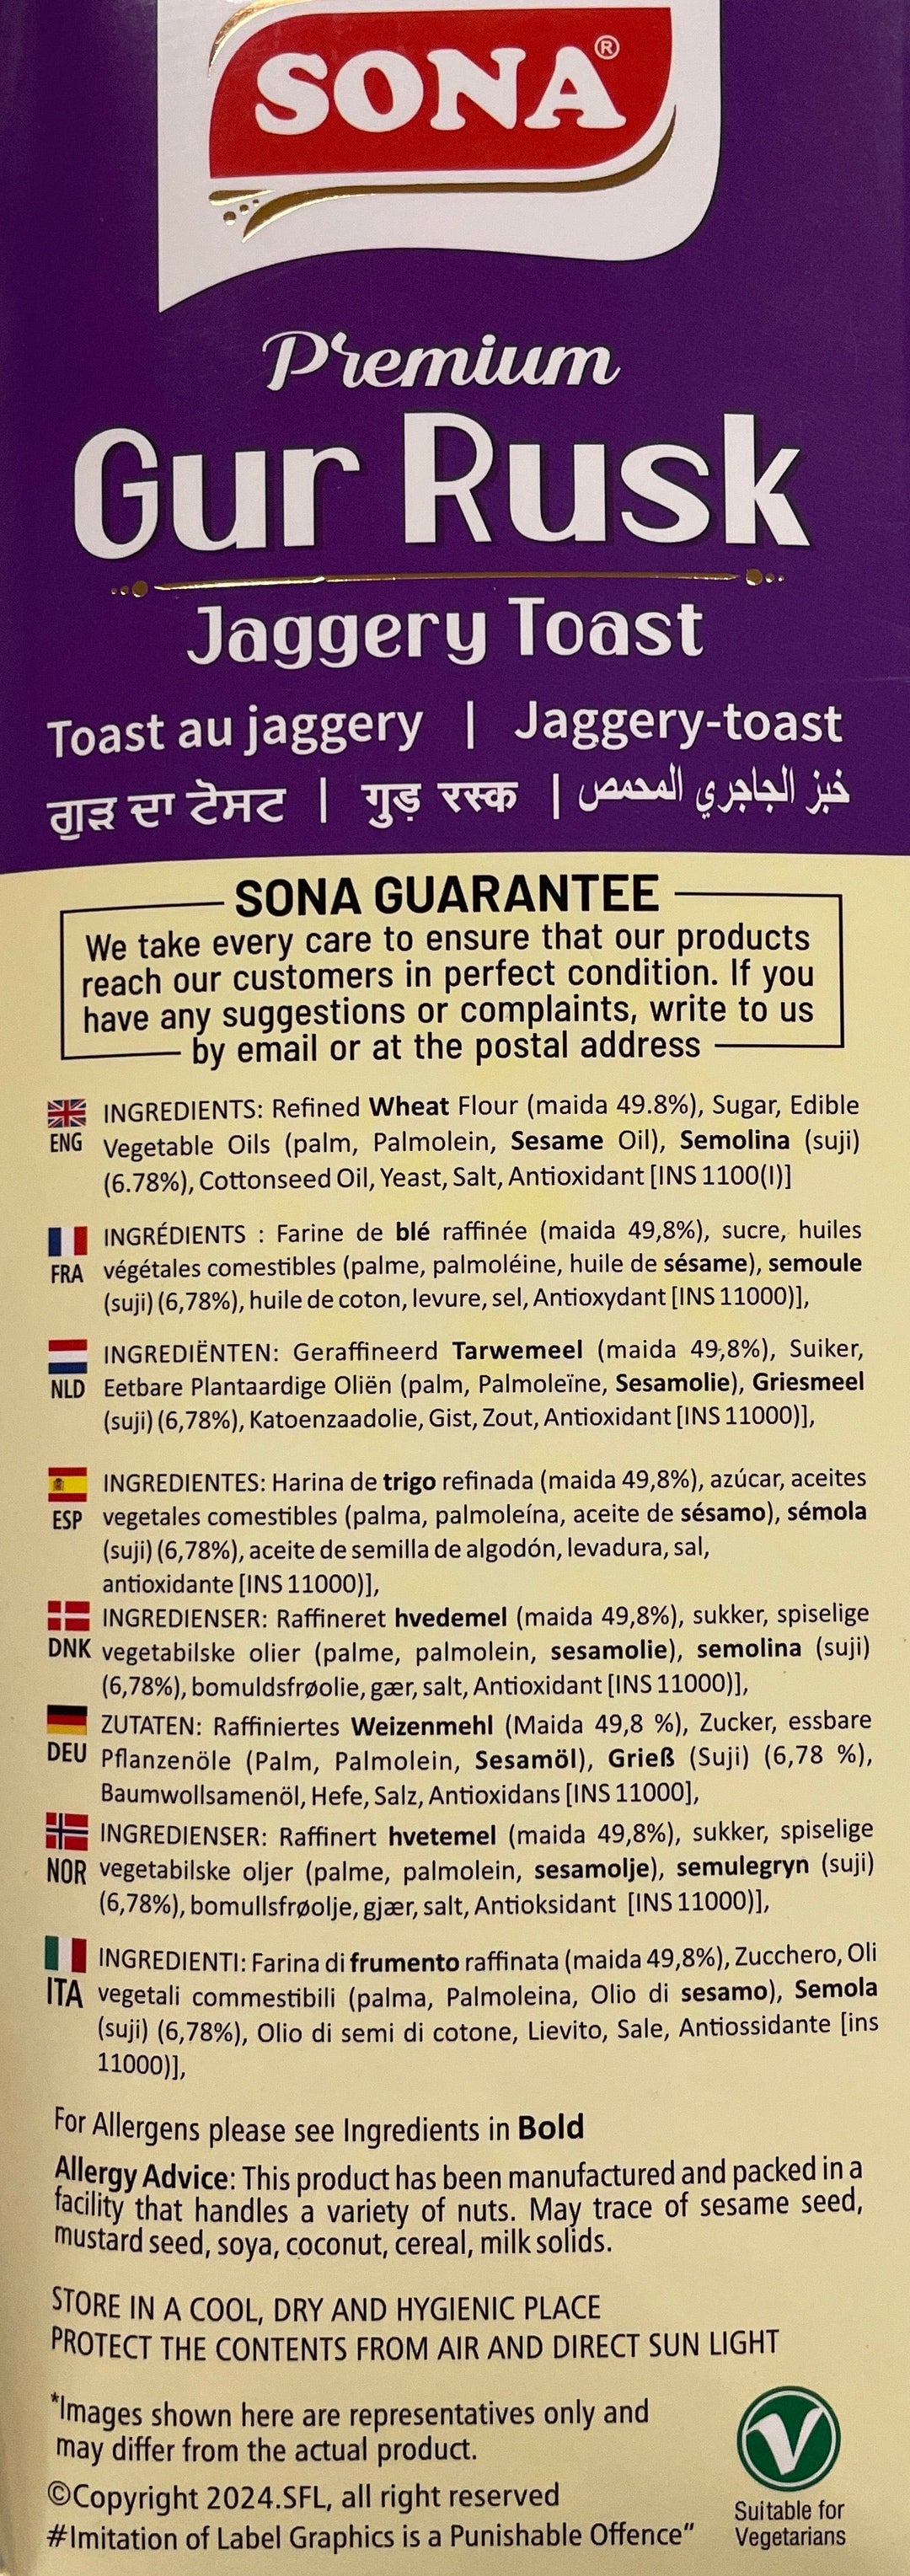 SONA®
Premium
Gur Rusk
Jaggery Toast
Toast au jaggery | Jaggery-toast
ਗੁੜ ਦਾ ਟੋਸਟ | गुड़ रस्क | خبز الجاجري المحمص
SONA GUARANTEE
We take every care to ensure that our products
reach our customers in perfect condition. If you
have any suggestions or complaints, write to us
by email or at the postal address
INGREDIENTS: Refined Wheat Flour (maida 49.8%), Sugar, Edible
ENG Vegetable Oils (palm, Palmolein, Sesame Oil), Semolina (suji)
(6.78%), Cottonseed Oil, Yeast, Salt, Antioxidant [INS 1100(I)]
INGRÉDIENTS : Farine de blé raffinée (maida 49,8%), sucre, huiles
FRA végétales comestibles (palme, palmoléine, huile de sésame), semoule
(suji) (6,78%), huile de coton, levure, sel, Antioxydant [INS 11000)],
INGREDIËNTEN: Geraffineerd Tarwemeel (maida 49,8%), Suiker,
NLD Eetbare Plantaardige Oliën (palm, Palmoleïne, Sesamolie), Griesmeel
(suji) (6,78%), Katoenzaadolie, Gist, Zout, Antioxidant [INS 11000)],
INGREDIENTES: Harina de trigo refinada (maida 49,8%), azúcar, aceites
ESP vegetales comestibles (palma, palmoleína, aceite de sésamo), sémola
(suji) (6,78%), aceite de semilla de algodón, levadura, sal,
antioxidante [INS 11000)],
INGREDIENSER: Raffineret hvedemel (maida 49,8%), sukker, spiselige
DNK vegetabilske olier (palme, palmolein, sesamolie), semolina (suji)
(6,78%), bomuldsfrøolie, gær, salt, Antioxidant [INS 11000)],
ZUTATEN: Raffiniertes Weizenmehl (Maida 49,8 %), Zucker, essbare
DEU Pflanzenöle (Palm, Palmolein, Sesamöl), Grieß (Suji) (6,78 %),
Baumwollsamenöl, Hefe, Salz, Antioxidans [INS 11000],
INGREDIENSER: Raffinert hvetemel (maida 49,8%), sukker, spiselige
NOR vegetabilske oljer (palme, palmolein, sesamolje), semulegryn (suji)
(6,78%), bomullsfrøolje, gjær, salt, Antioksidant [INS 11000)],
INGREDIENTI: Farina di frumento raffinata (maida 49,8%), Zucchero, Oli
ITA vegetali commestibili (palma, Palmoleina, Olio di sesamo), Semola
(suji) (6,78%), Olio di semi di cotone, Lievito, Sale, Antiossidante [ins
11000)],
For Allergens please see Ingredients in Bold
Allergy Advice: This product has been manufactured and packed in a
facility that handles a variety of nuts. May trace of sesame seed,
mustard seed, soya, coconut, cereal, milk solids.
STORE IN A COOL, DRY AND HYGIENIC PLACE
PROTECT THE CONTENTS FROM AIR AND DIRECT SUN LIGHT
*Images shown here are representatives only and
may differ from the actual product.
©Copyright 2024.SFL, all right reserved
#Imitation of Label Graphics is a Punishable Offence"
V
Suitable for
Vegetarians